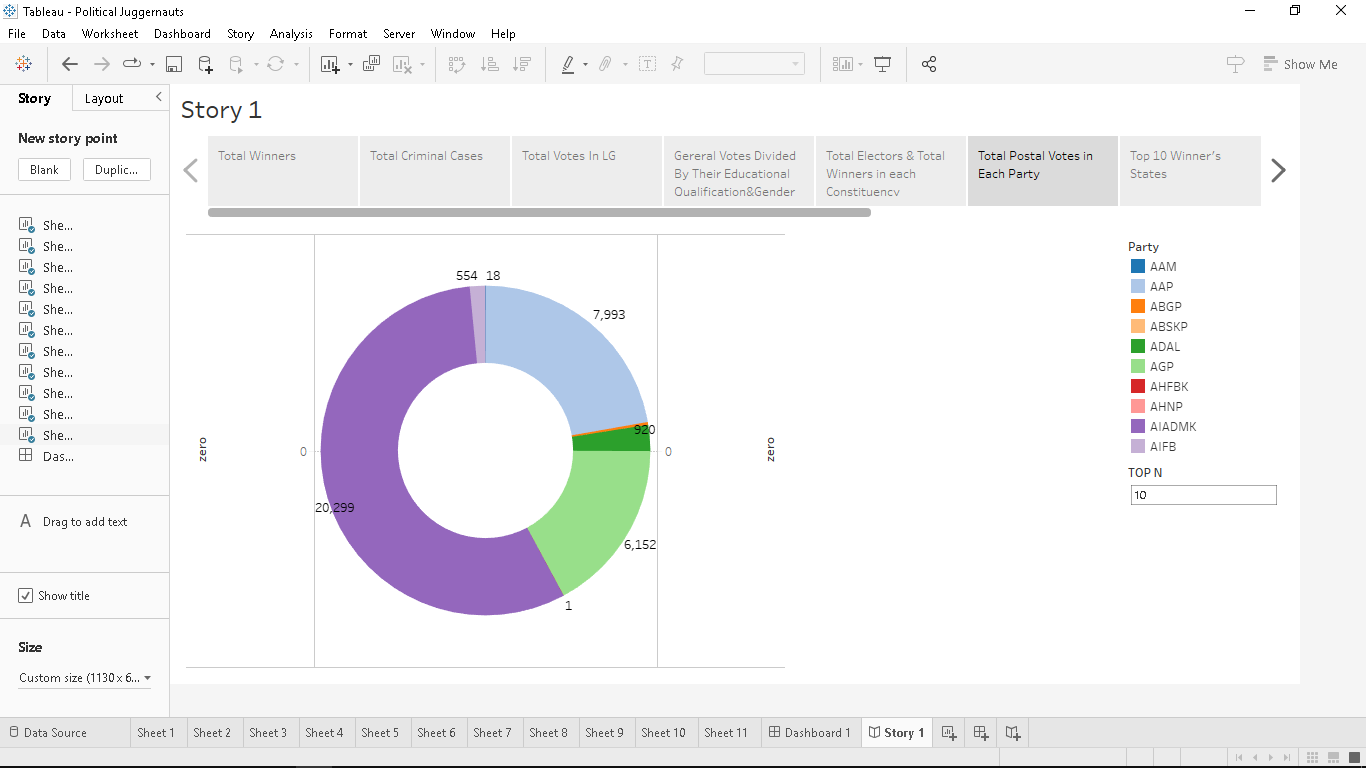 Tableau - Political Juggernauts
File Data Worksheet Dashboard Story Analysis Format Server Window Help
Show Me
Story Layout
New story point
Blank Duplic...
She...
She...
She...
She...
She...
She...
She...
She...
She...
She...
She...
Das...
A Drag to add text
Show title
Size
Custom size (1130 x 6...
Story 1
Total Winners
Total Criminal Cases
Total Votes In LG
Gereral Votes Divided
By Their Educational
Qualification&Gender
Total Electors & Total
Winners in each
Constituency
Total Postal Votes in
Each Party
Top 10 Winner's
States
554 18
7,993
920
zero 0 0 zero
20,299
6,152
1
Party
AAM
AAP
ABGP
ABSKP
ADAL
AGP
AHFBK
AHNP
AIADMK
AIFB
TOP N
10
Data Source Sheet 1 Sheet 2 Sheet 3 Sheet 4 Sheet 5 Sheet 6 Sheet 7 Sheet 8 Sheet 9 Sheet 10 Sheet 11 Dashboard 1 Story 1